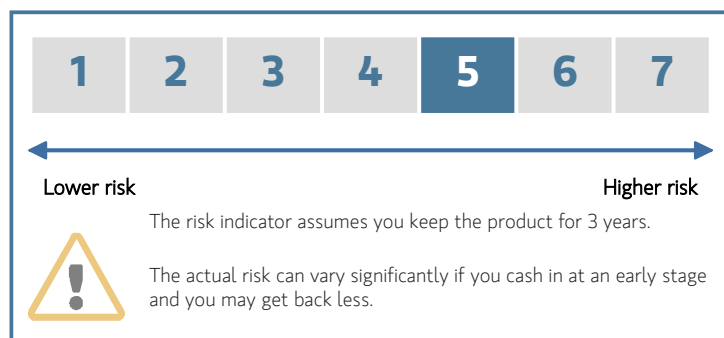 1 2 3 4 5 6 7
Lower risk Higher risk
The risk indicator assumes you keep the product for 3 years.
The actual risk can vary significantly if you cash in at an early stage
and you may get back less.